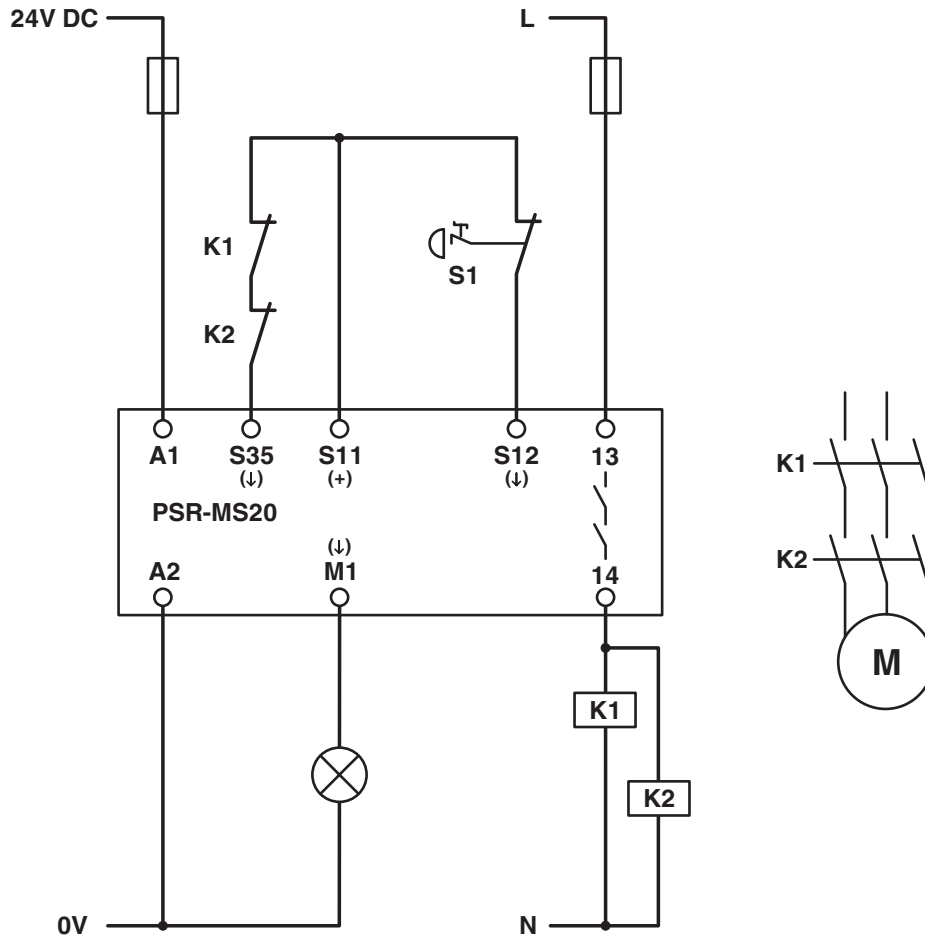 24V DC
L
K1
S1
K2
A1 S35 S11 S12 13
(↓) (+) (↓)
PSR-MS20
(↓)
A2 M1 14
K1
K2
K1
K2
M
0V
N